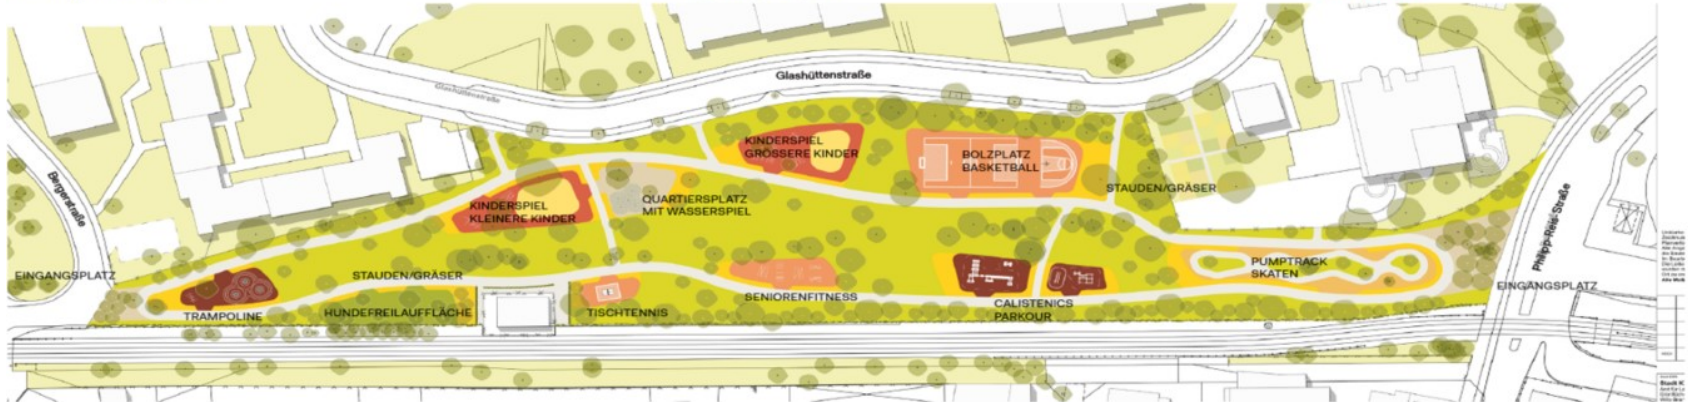 Glashüttenstraße
Glashüttenstraße
Bergerstraße
KINDERSPIEL
GRÖSSERE KINDER
BOLZPLATZ
BASKETBALL
STAUDEN/GRÄSER
KINDERSPIEL
KLEINERE KINDER
QUARTIERSPLATZ
MIT WASSERSPIEL
Philipp-Reis-Straße
EINGANGSPLATZ
STAUDEN/GRÄSER
PUMPTRACK
SKATEN
EINGANGSPLATZ
TRAMPOLINE
HUNDEFREILAUFFLÄCHE
TISCHTENNIS
SENIORENFITNESS
CALISTENICS
PARKOUR
Stadt K